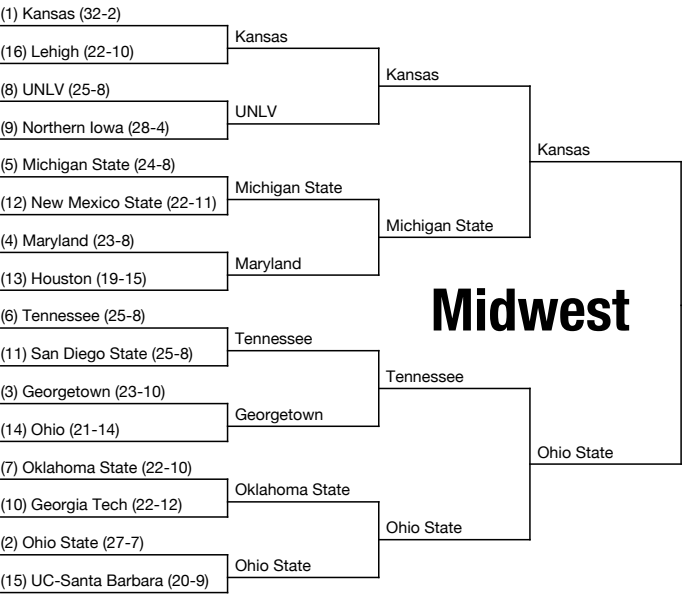 (1) Kansas (32-2)
(16) Lehigh (22-10)
(8) UNLV (25-8)
(9) Northern Iowa (28-4)
(5) Michigan State (24-8)
(12) New Mexico State (22-11)
(4) Maryland (23-8)
(13) Houston (19-15)
(6) Tennessee (25-8)
(11) San Diego State (25-8)
(3) Georgetown (23-10)
(14) Ohio (21-14)
(7) Oklahoma State (22-10)
(10) Georgia Tech (22-12)
(2) Ohio State (27-7)
(15) UC-Santa Barbara (20-9)
Kansas
UNLV
Michigan State
Maryland
Tennessee
Georgetown
Oklahoma State
Ohio State
Kansas
Michigan State
Tennessee
Ohio State
Kansas
Ohio State
Midwest